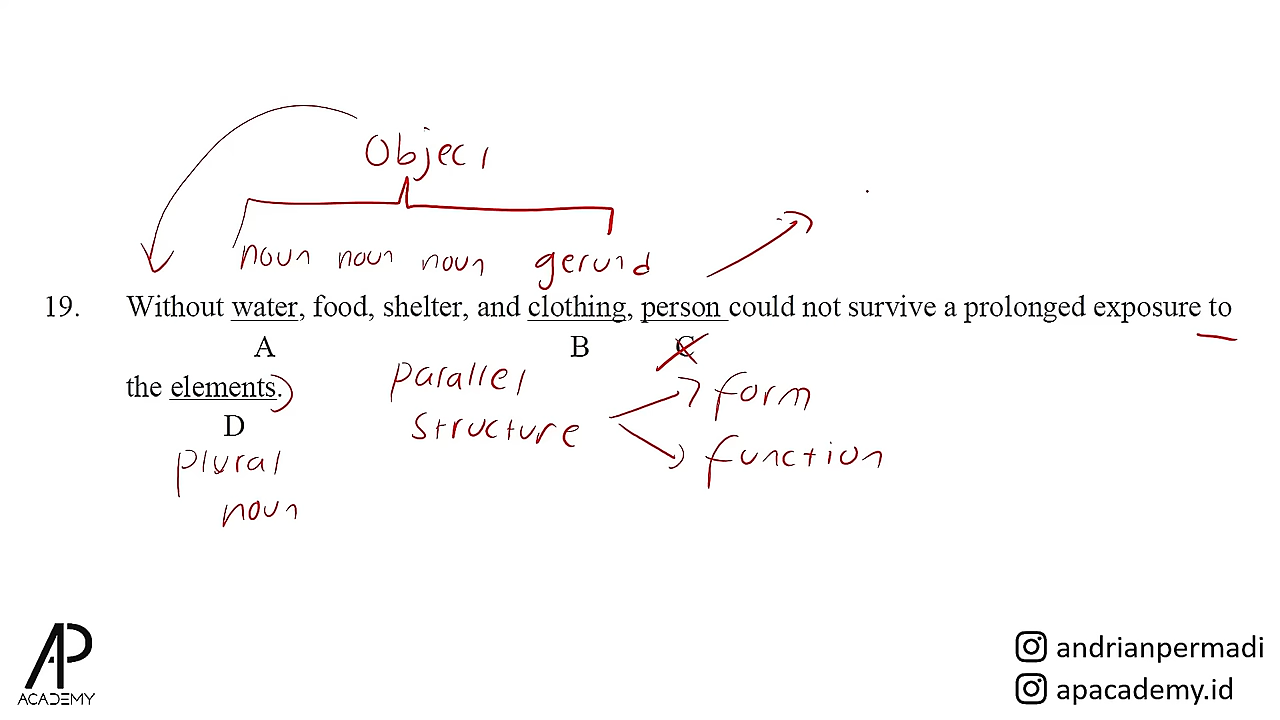 Object
noun noun noun gerund
19. Without water, food, shelter, and clothing, person could not survive a prolonged exposure to
A B C
the elements.
D
parallel
structure
form
function
plural
noun
AP
ACADEMY
andrianpermadi
apacademy.id